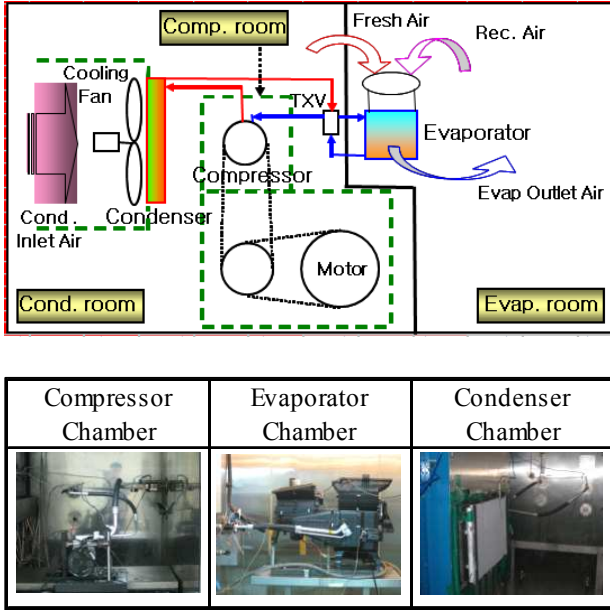 Comp. room
Fresh Air
Rec. Air
Cooling
Fan
TXV
Evaporator
Compressor
Evap Outlet Air
Cond.
Inlet Air
Condenser
Motor
Cond. room
Evap. room
Compressor
Chamber
Evaporator
Chamber
Condenser
Chamber